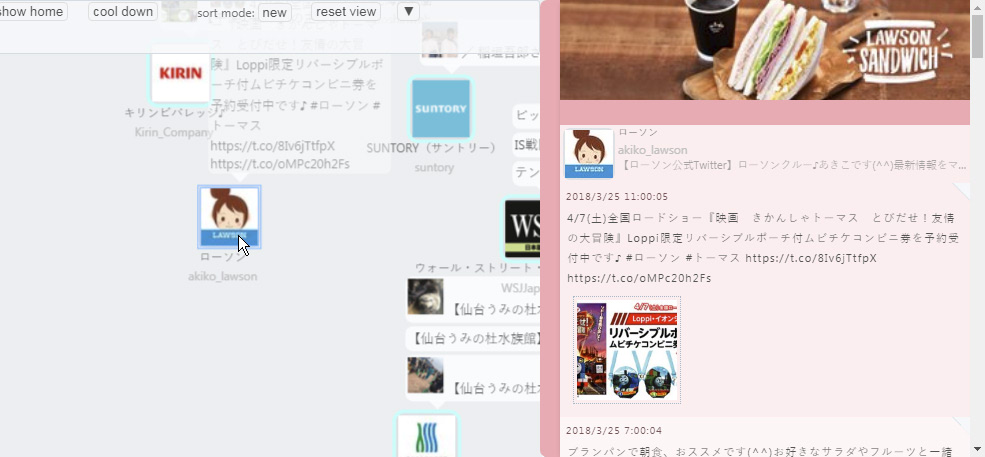 show home
cool down
sort mode: new
reset view
▼
険』Loppi限定リバーシブルポ
ーチ付ムビチケコンビニ券を
予約受付中です♪ #ローソン #
トーマス
https://t.co/8Iv6jTtfpX
https://t.co/oMPc20h2Fs
KIRIN
キリンビバレッジ♪
Kirin_Company
SUNTORY
SUNTORY（サントリー）
suntory
ピッ
IS戦
テン
LAWSON
ローソン
akiko_lawson
WS
日本
ウォール・ストリート・
WSJJap
【仙台うみの杜水
【仙台うみの杜水族館】
【仙台うみの杜水
LAWSON
SANDWICH
LAWSON
ローソン
akiko_lawson
【ローソン公式Twitter】ローソンクルー♪あきこです(^^)最新情報をマ...
2018/3/25 11:00:05
4/7(土)全国ロードショー『映画　きかんしゃトーマス　とびだせ！友情
の大冒険』Loppi限定リバーシブルポーチ付ムビチケコンビニ券を予約受
付中です♪ #ローソン #トーマス https://t.co/8Iv6jTtfpX
https://t.co/oMPc20h2Fs
4/7(土)
Loppi・イオン
リバーシブルポ
ムビチケコンビニ
2018/3/25 7:00:04
ブランパンで朝食、おススメです(^^)お好きなサラダやフルーツと一緒